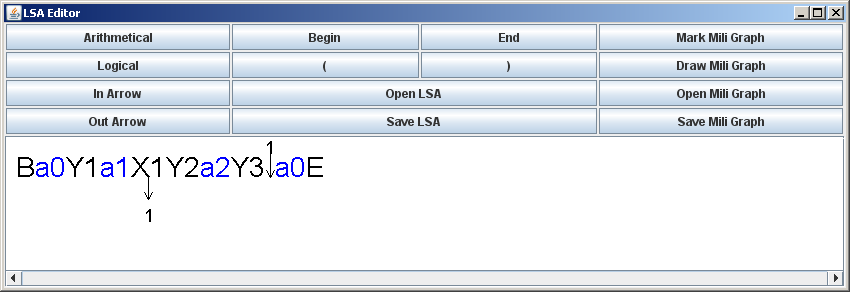 LSA Editor
Arithmetical Begin End Mark Mili Graph
Logical ( ) Draw Mili Graph
In Arrow Open LSA Open Mili Graph
Out Arrow Save LSA Save Mili Graph
1
Ba0Y1a1X1Y2a2Y3↓a0E
1